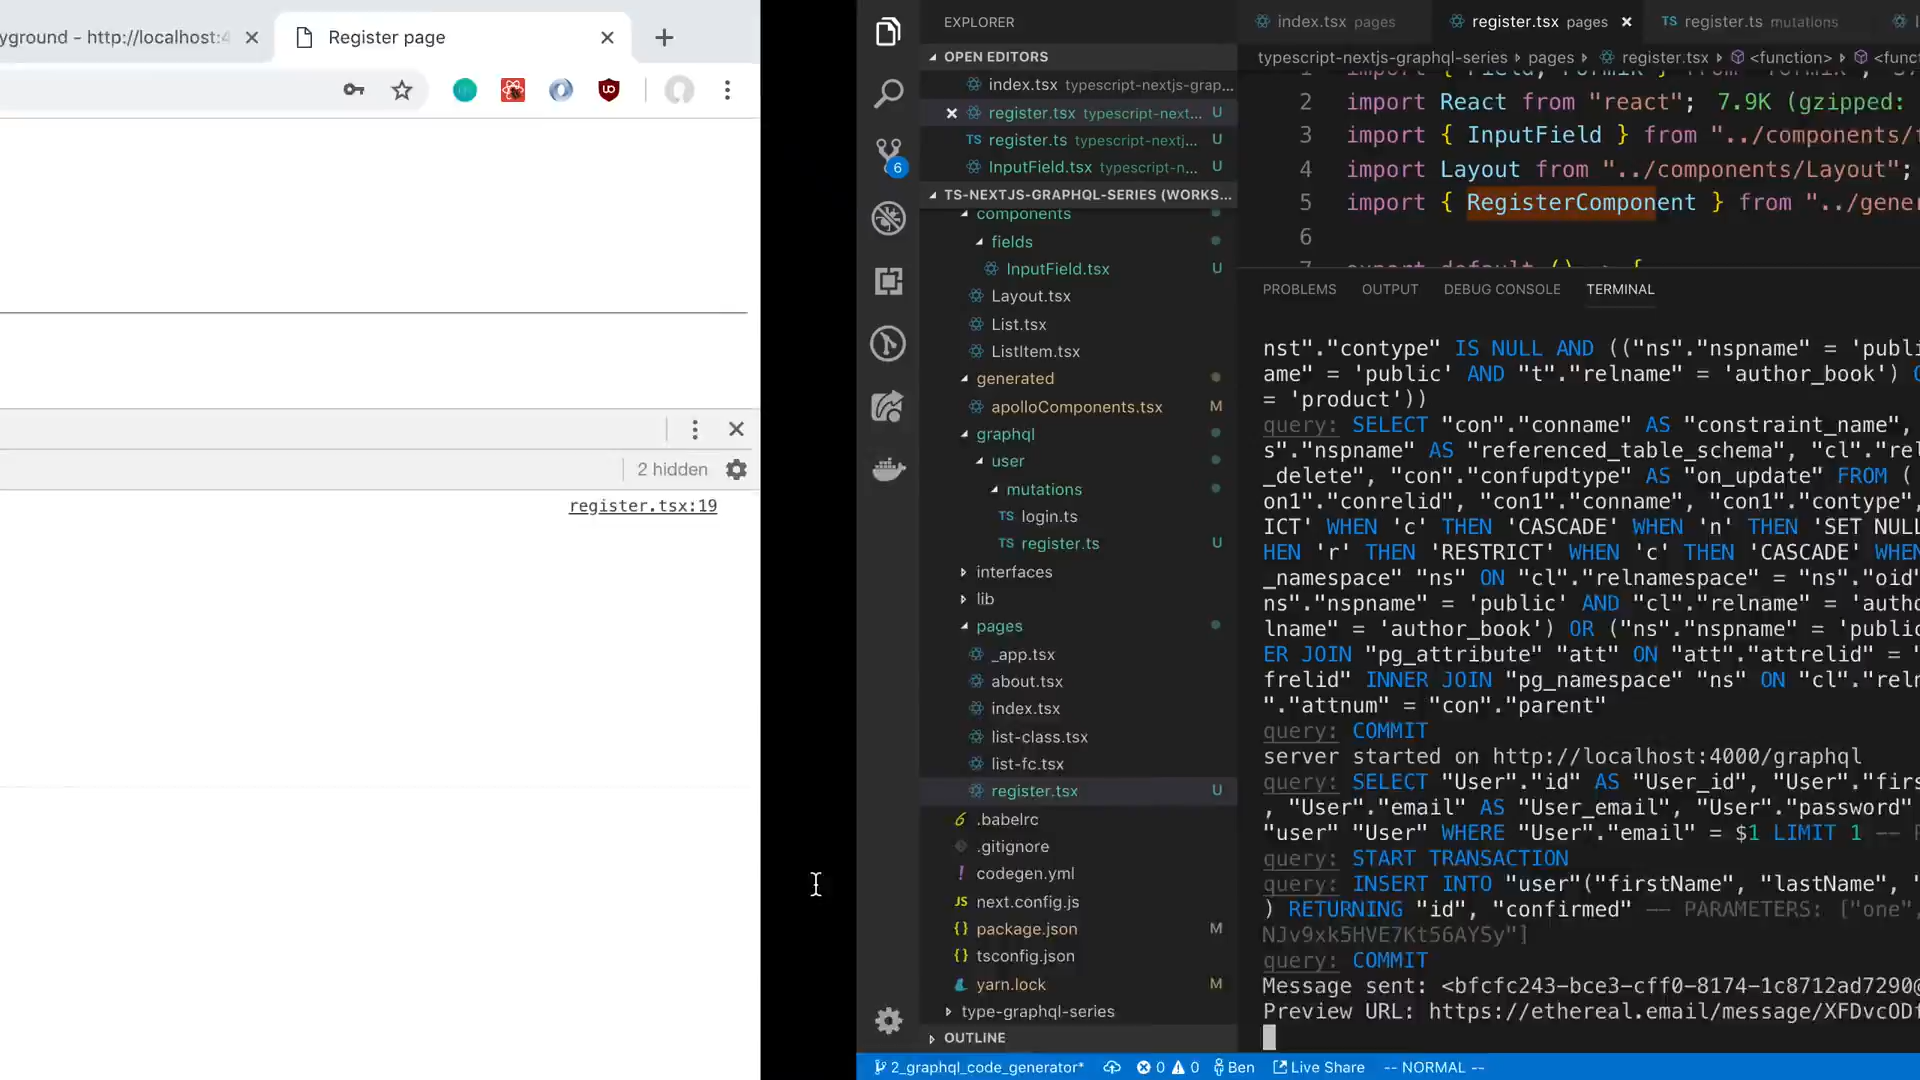 yground - http://localhost:4
Register page
2 hidden
register.tsx:19
6
EXPLORER
OPEN EDITORS
index.tsx typescript-nextjs-grap...
register.tsx typescript-next... U
TS register.ts typescript-nextj... U
InputField.tsx typescript-n... U
TS-NEXTJS-GRAPHQL-SERIES (WORKS...
components
fields
InputField.tsx U
Layout.tsx
List.tsx
ListItem.tsx
generated
apolloComponents.tsx M
graphql
user
mutations
TS login.ts
TS register.ts U
interfaces
lib
pages
_app.tsx
about.tsx
index.tsx
list-class.tsx
list-fc.tsx
register.tsx U
.babelrc
.gitignore
! codegen.yml
JS next.config.js
{} package.json M
{} tsconfig.json
yarn.lock M
type-graphql-series
OUTLINE
index.tsx pages
register.tsx pages
TS register.ts mutations
typescript-nextjs-graphql-series › pages › register.tsx › <function> › <funct
2 import React from "react"; 7.9K (gzipped:
3 import { InputField } from "../components/f
4 import Layout from "../components/Layout";
5 import { RegisterComponent } from "../gener
6
7 export default () => {
PROBLEMS OUTPUT DEBUG CONSOLE TERMINAL
nst"."contype" IS NULL AND (("ns"."nspname" = 'publi
ame" = 'public' AND "t"."relname" = 'author_book') O
= 'product'))
query: SELECT "con"."conname" AS "constraint_name",
s"."nspname" AS "referenced_table_schema", "cl"."rel
_delete", "con"."confupdtype" AS "on_update" FROM (
on1"."conrelid", "con1"."conname", "con1"."contype",
ICT' WHEN 'c' THEN 'CASCADE' WHEN 'n' THEN 'SET NULL
HEN 'r' THEN 'RESTRICT' WHEN 'c' THEN 'CASCADE' WHEN
_namespace" "ns" ON "cl"."relnamespace" = "ns"."oid"
ns"."nspname" = 'public' AND "cl"."relname" = 'autho
lname" = 'author_book') OR ("ns"."nspname" = 'public
ER JOIN "pg_attribute" "att" ON "att"."attrelid" = "
frelid" INNER JOIN "pg_namespace" "ns" ON "cl"."reln
"."attnum" = "con"."parent"
query: COMMIT
server started on http://localhost:4000/graphql
query: SELECT "User"."id" AS "User_id", "User"."firs
, "User"."email" AS "User_email", "User"."password"
"user" "User" WHERE "User"."email" = $1 LIMIT 1 -- P
query: START TRANSACTION
query: INSERT INTO "user"("firstName", "lastName", "
) RETURNING "id", "confirmed" -- PARAMETERS: ["one",
NJv9xk5HVE7Kt56AYSy"]
query: COMMIT
Message sent: <bfcfc243-bce3-cff0-8174-1c8712ad7290@
Preview URL: https://ethereal.email/message/XFDvcODf
2_graphql_code_generator* 0 0 Ben Live Share -- NORMAL --